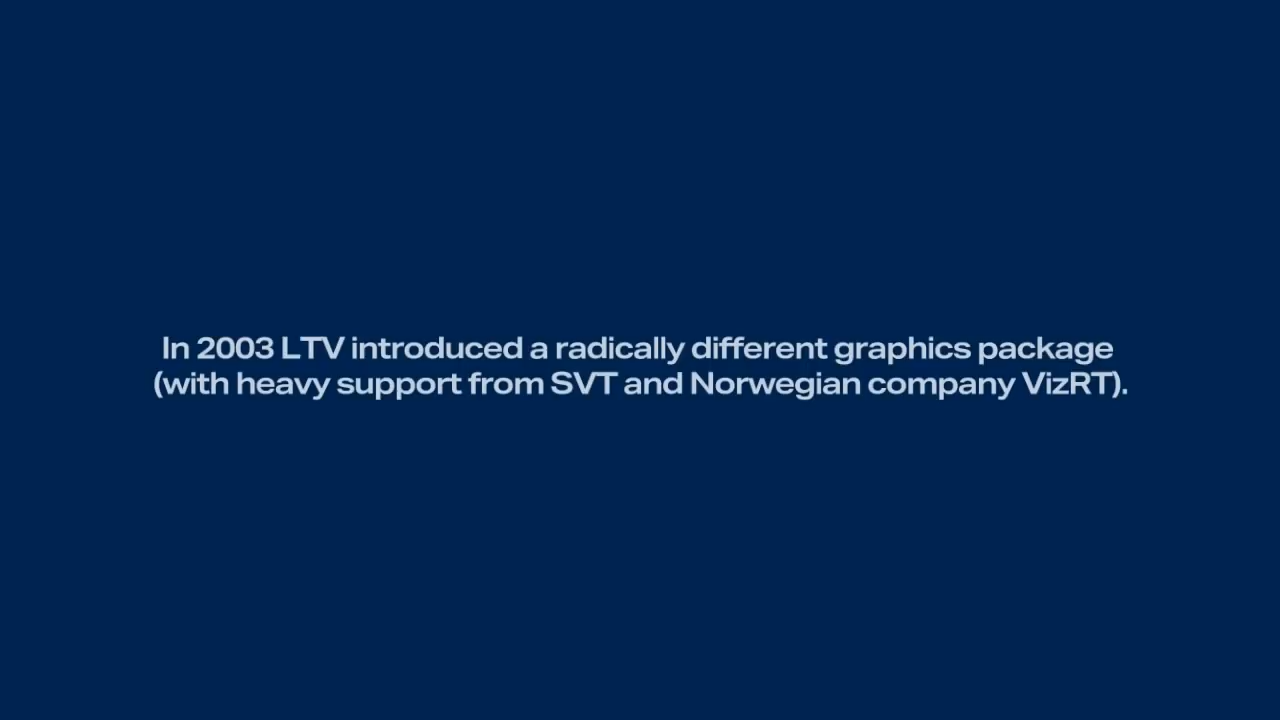 In 2003 LTV introduced a radically different graphics package
(with heavy support from SVT and Norwegian company VizRT).